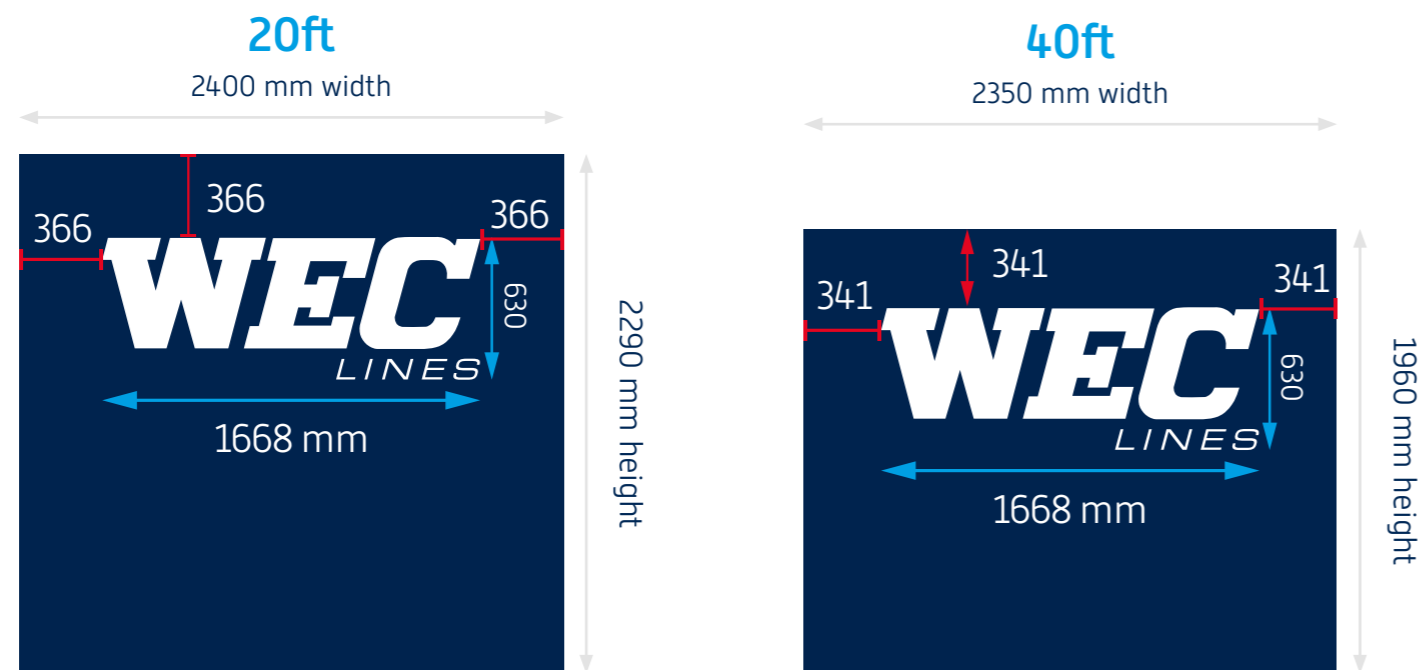 20ft
2400 mm width
366
366
366
WEC
LINES
630
1668 mm
2290 mm height
40ft
2350 mm width
341
341
341
WEC
LINES
630
1668 mm
1960 mm height